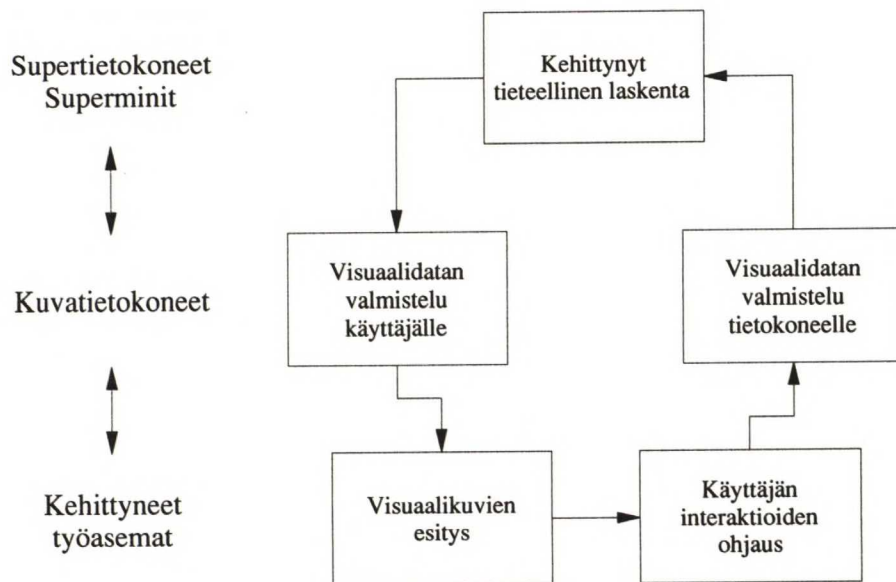 Supertietokoneet
Superminit
Kehittynyt
tieteellinen laskenta
Kuvatietokoneet
Visuaalidatan
valmistelu
käyttäjälle
Visuaalidatan
valmistelu
tietokoneelle
Kehittyneet
työasemat
Visuaalikuvien
esitys
Käyttäjän
interaktioiden
ohjaus